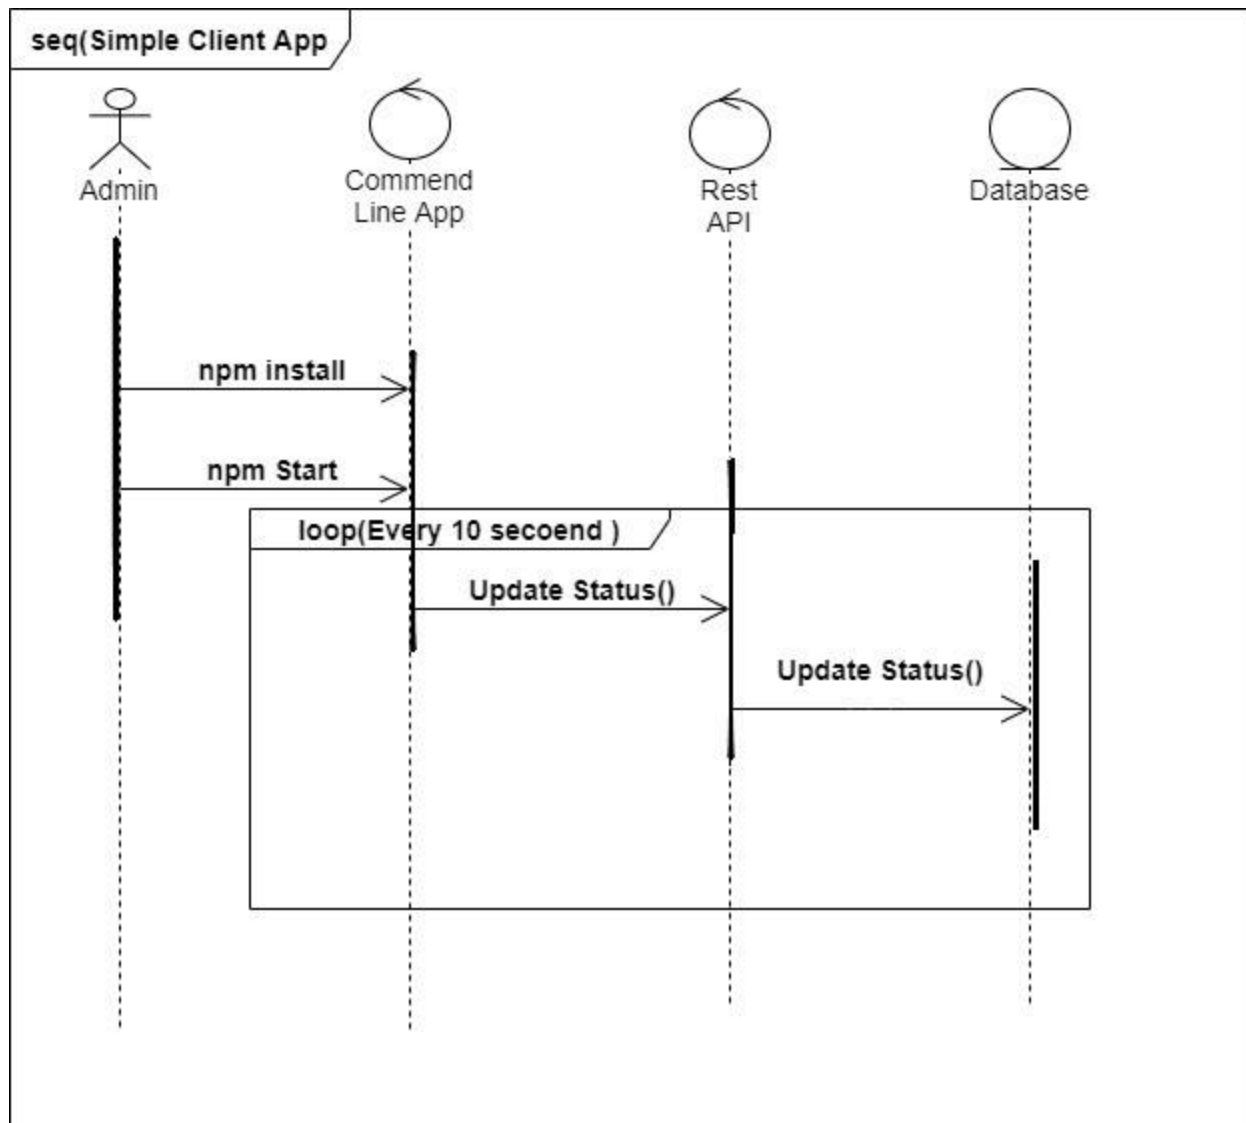 seq(Simple Client App
Admin
Commend
Line App
Rest
API
Database
npm install
npm Start
loop(Every 10 secoend )
Update Status()
Update Status()